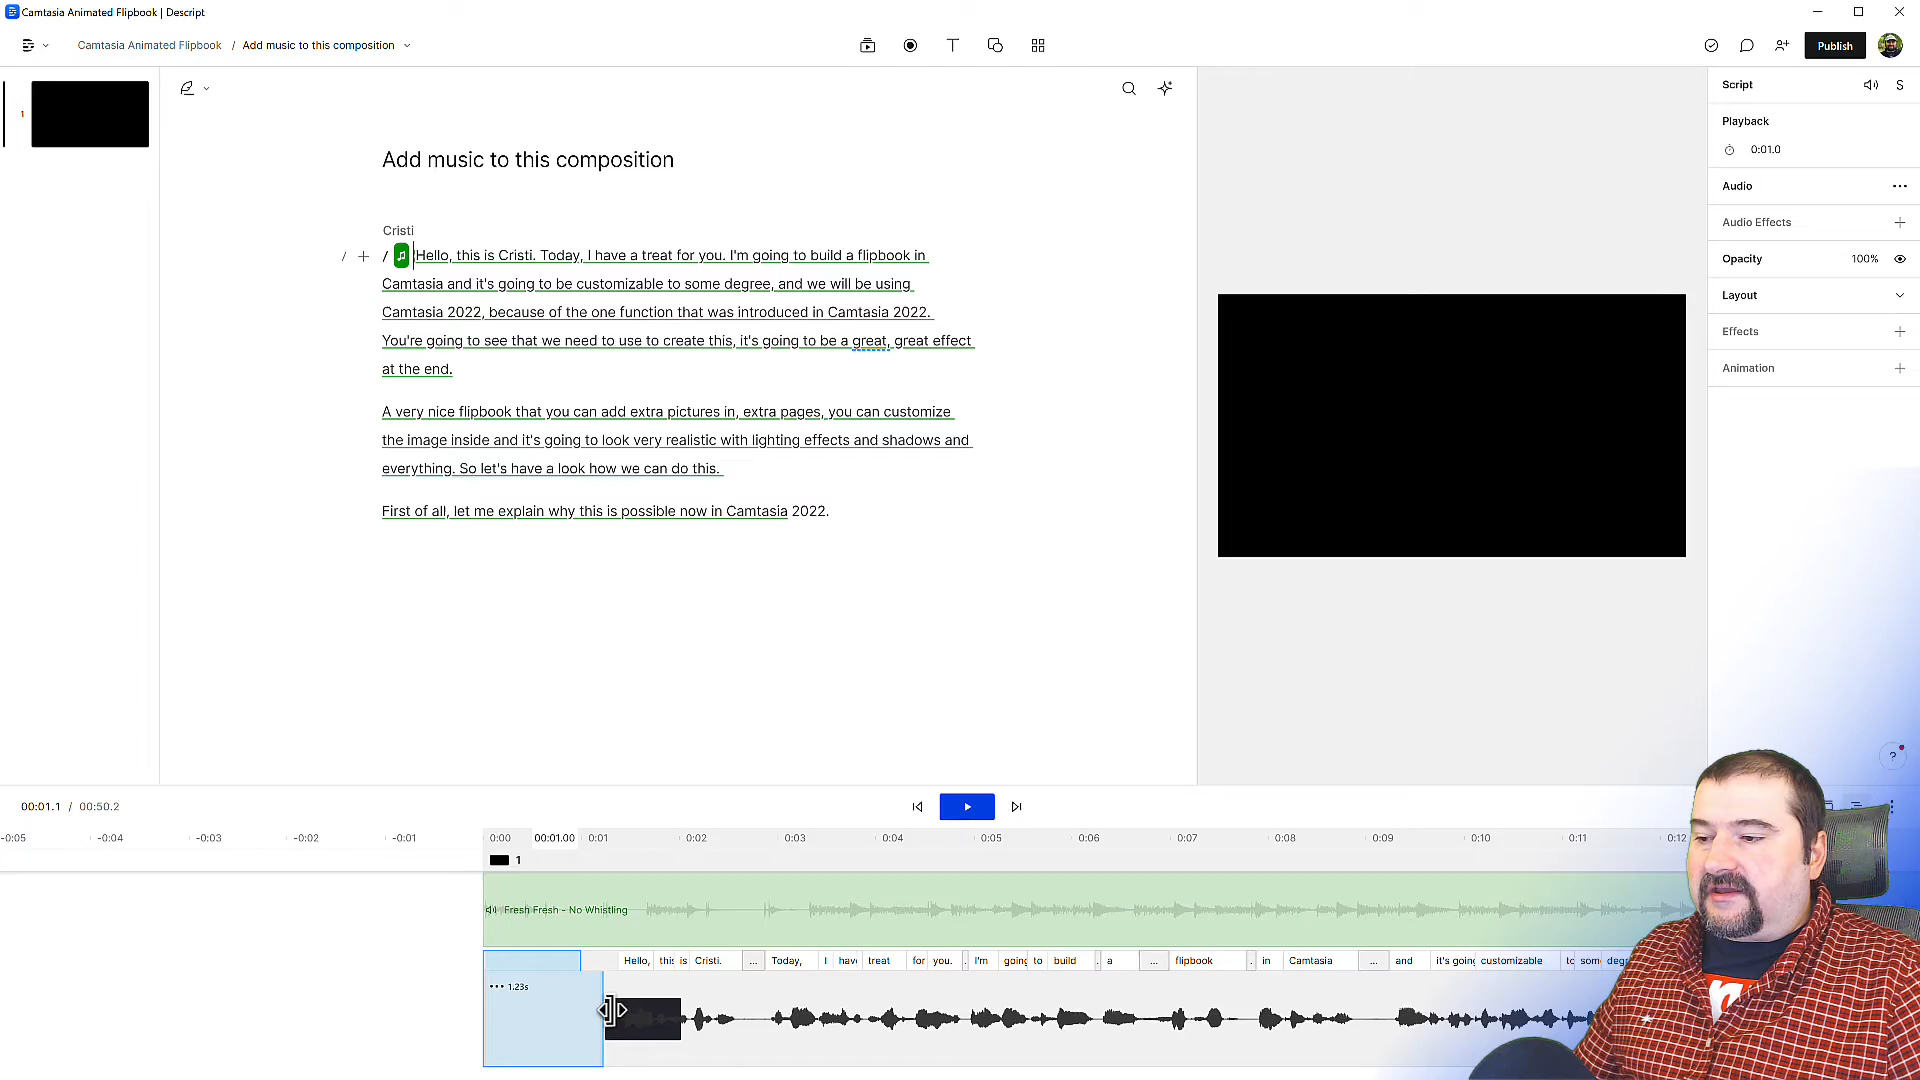 Camtasia Animated Flipbook | Descript
Camtasia Animated Flipbook / Add music to this composition
Publish
1
Script
S
Playback
0:01.0
Audio
Audio Effects
Opacity 100%
Layout
Effects
Animation
Add music to this composition
Cristi
/ + / Hello, this is Cristi. Today, I have a treat for you. I'm going to build a flipbook in
Camtasia and it's going to be customizable to some degree, and we will be using
Camtasia 2022, because of the one function that was introduced in Camtasia 2022.
You're going to see that we need to use to create this, it's going to be a great, great effect
at the end.
A very nice flipbook that you can add extra pictures in, extra pages, you can customize
the image inside and it's going to look very realistic with lighting effects and shadows and
everything. So let's have a look how we can do this.
First of all, let me explain why this is possible now in Camtasia 2022.
?
00:01.1 / 00:50.2
-0:05 -0:04 -0:03 -0:02 -0:01 0:00 00:01.00 0:01 0:02 0:03 0:04 0:05 0:06 0:07 0:08 0:09 0:10 0:11 0:12
1
Fresh Fresh - No Whistling
Hello, this is Cristi. ... Today, I have treat for you. . I'm going to build . a ... flipbook . in Camtasia ... and it's going customizable to some degr
••• 1.23s